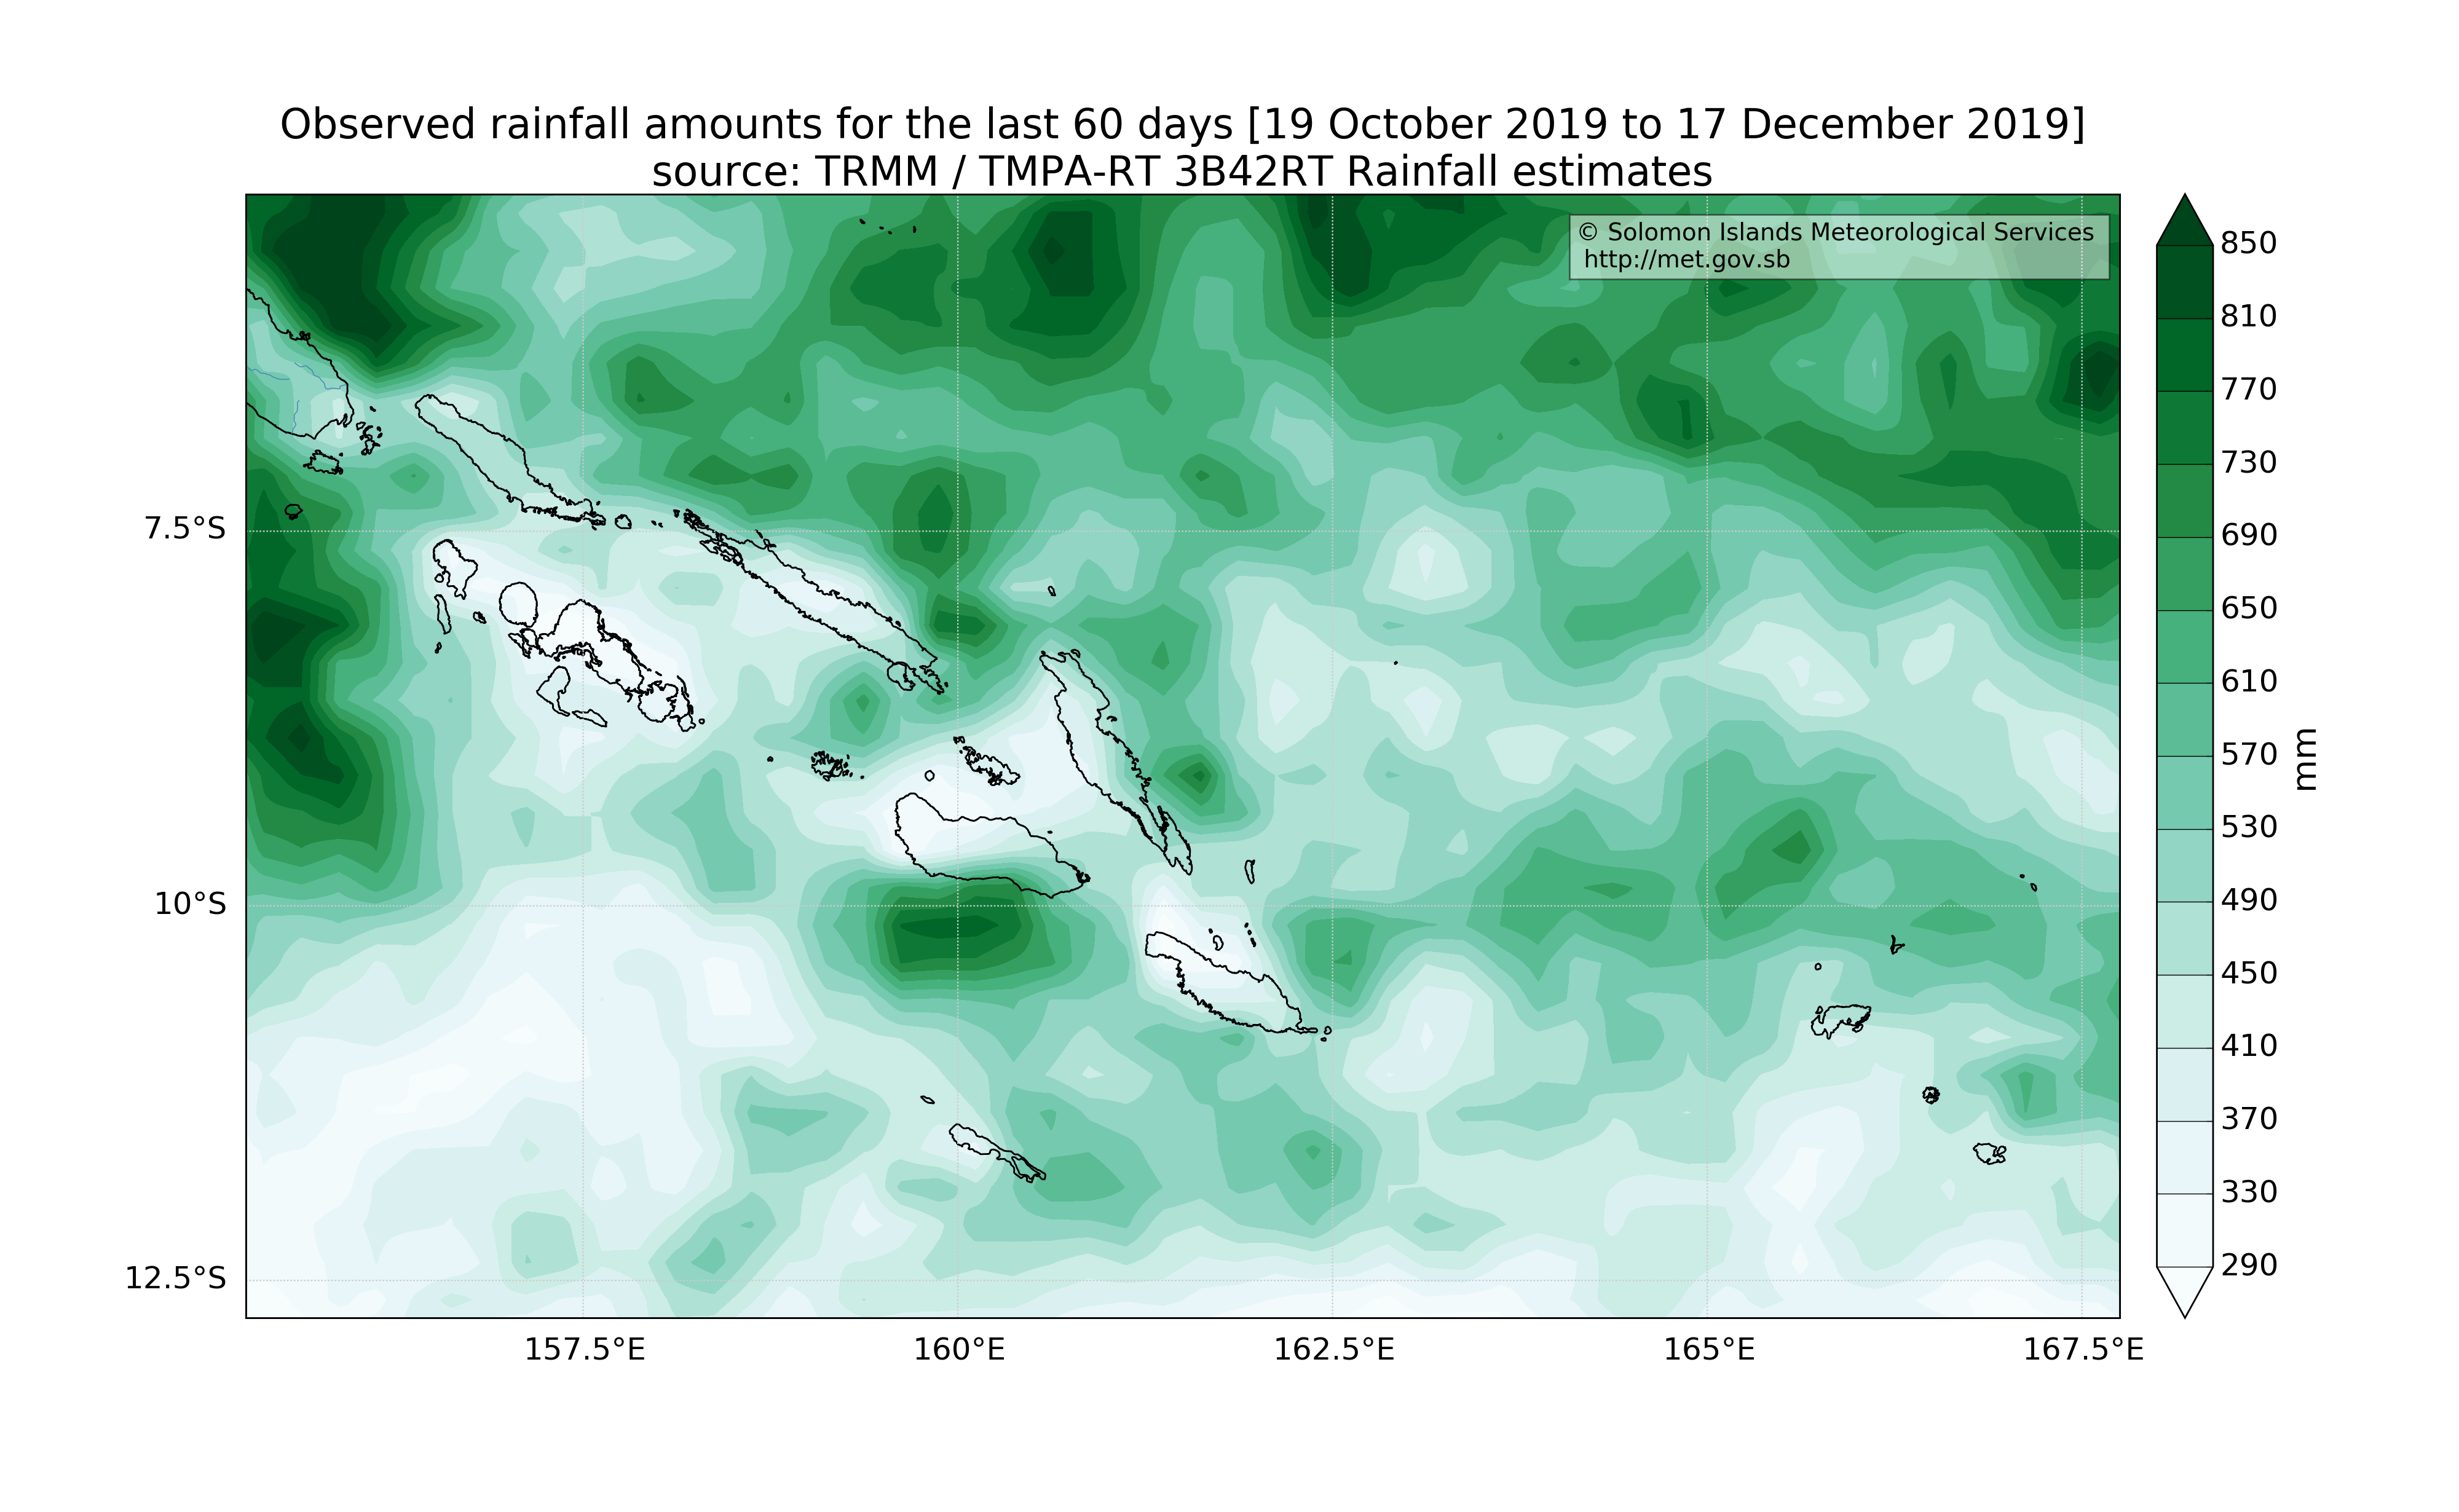 Observed rainfall amounts for the last 60 days [19 October 2019 to 17 December 2019]
source: TRMM / TMPA-RT 3B42RT Rainfall estimates
© Solomon Islands Meteorological Services
http://met.gov.sb
7.5°S
10°S
12.5°S
157.5°E
160°E
162.5°E
165°E
167.5°E
850
810
770
730
690
650
610
570
530
490
450
410
370
330
290
mm